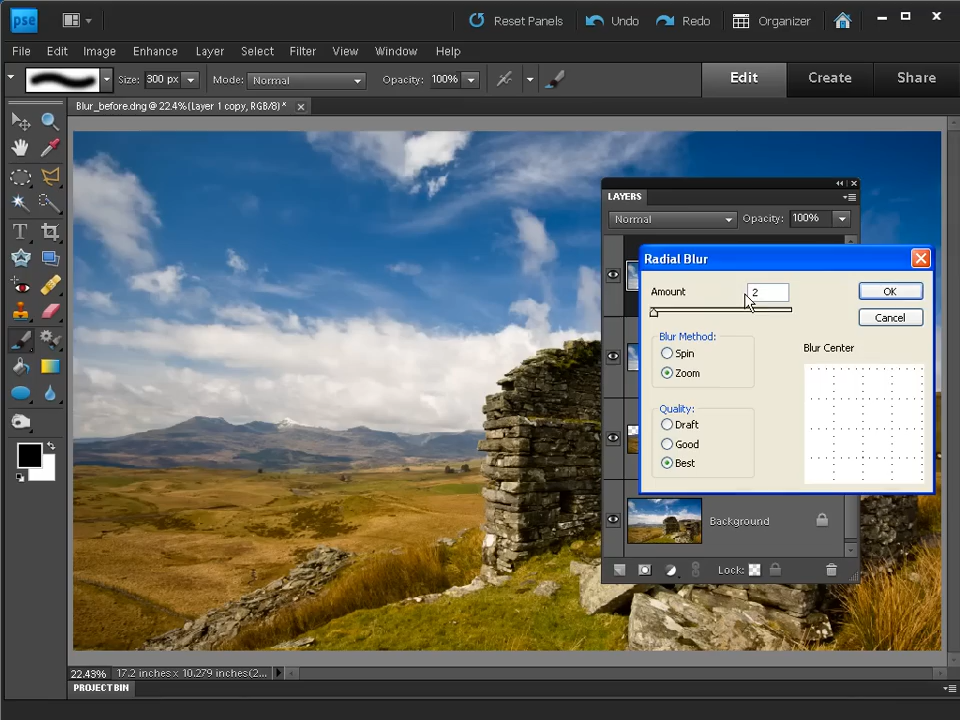 pse Reset Panels Undo Redo Organizer
File Edit Image Enhance Layer Select Filter View Window Help
Size: 300 px Mode: Normal Opacity: 100% Edit Create Share
Blur_before.dng @ 22.4%(Layer 1 copy, RGB/8)* ×
LAYERS
Normal Opacity: 100%
Radial Blur
Amount 2 OK
Cancel
Blur Method: Blur Center
Spin
Zoom
Quality:
Draft
Good
Best
Background
Lock:
22.43% 17.2 inches x 10.279 inches(2...
PROJECT BIN